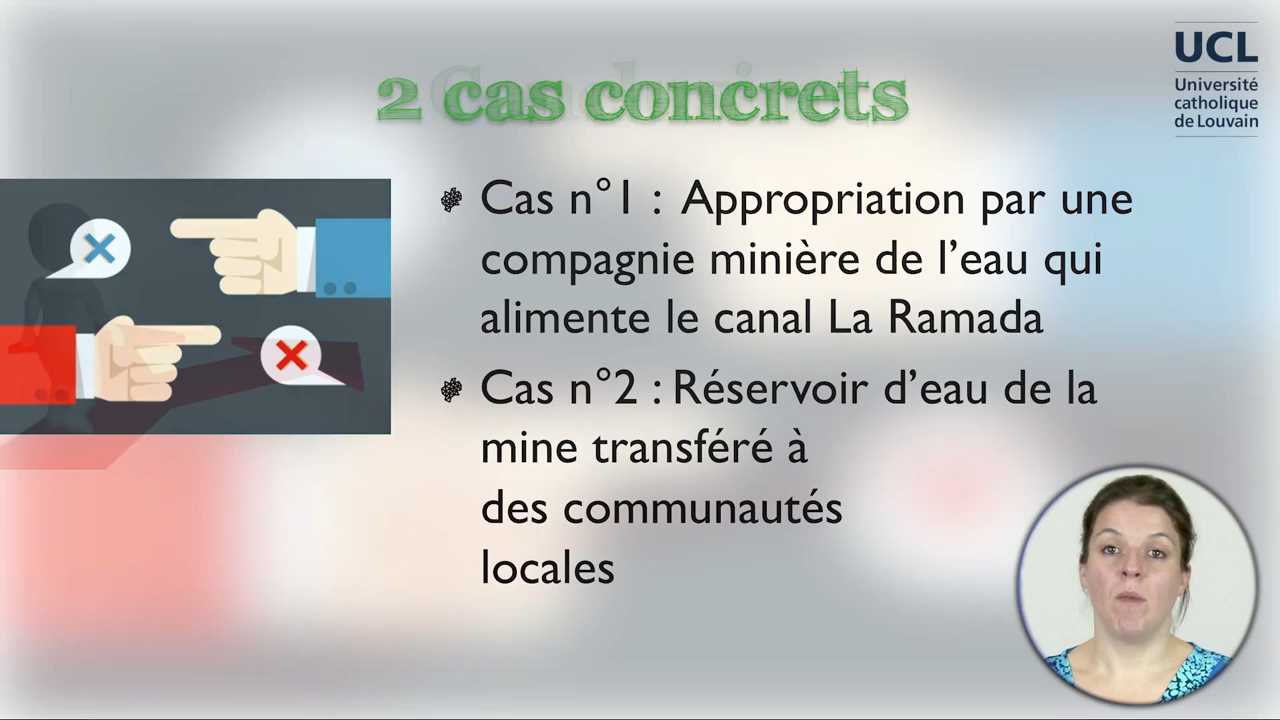 UCL
Université
catholique
de Louvain
2 cas concrets
Cas n°1 : Appropriation par une
compagnie minière de l’eau qui
alimente le canal La Ramada
Cas n°2 : Réservoir d’eau de la
mine transféré à
des communautés
locales